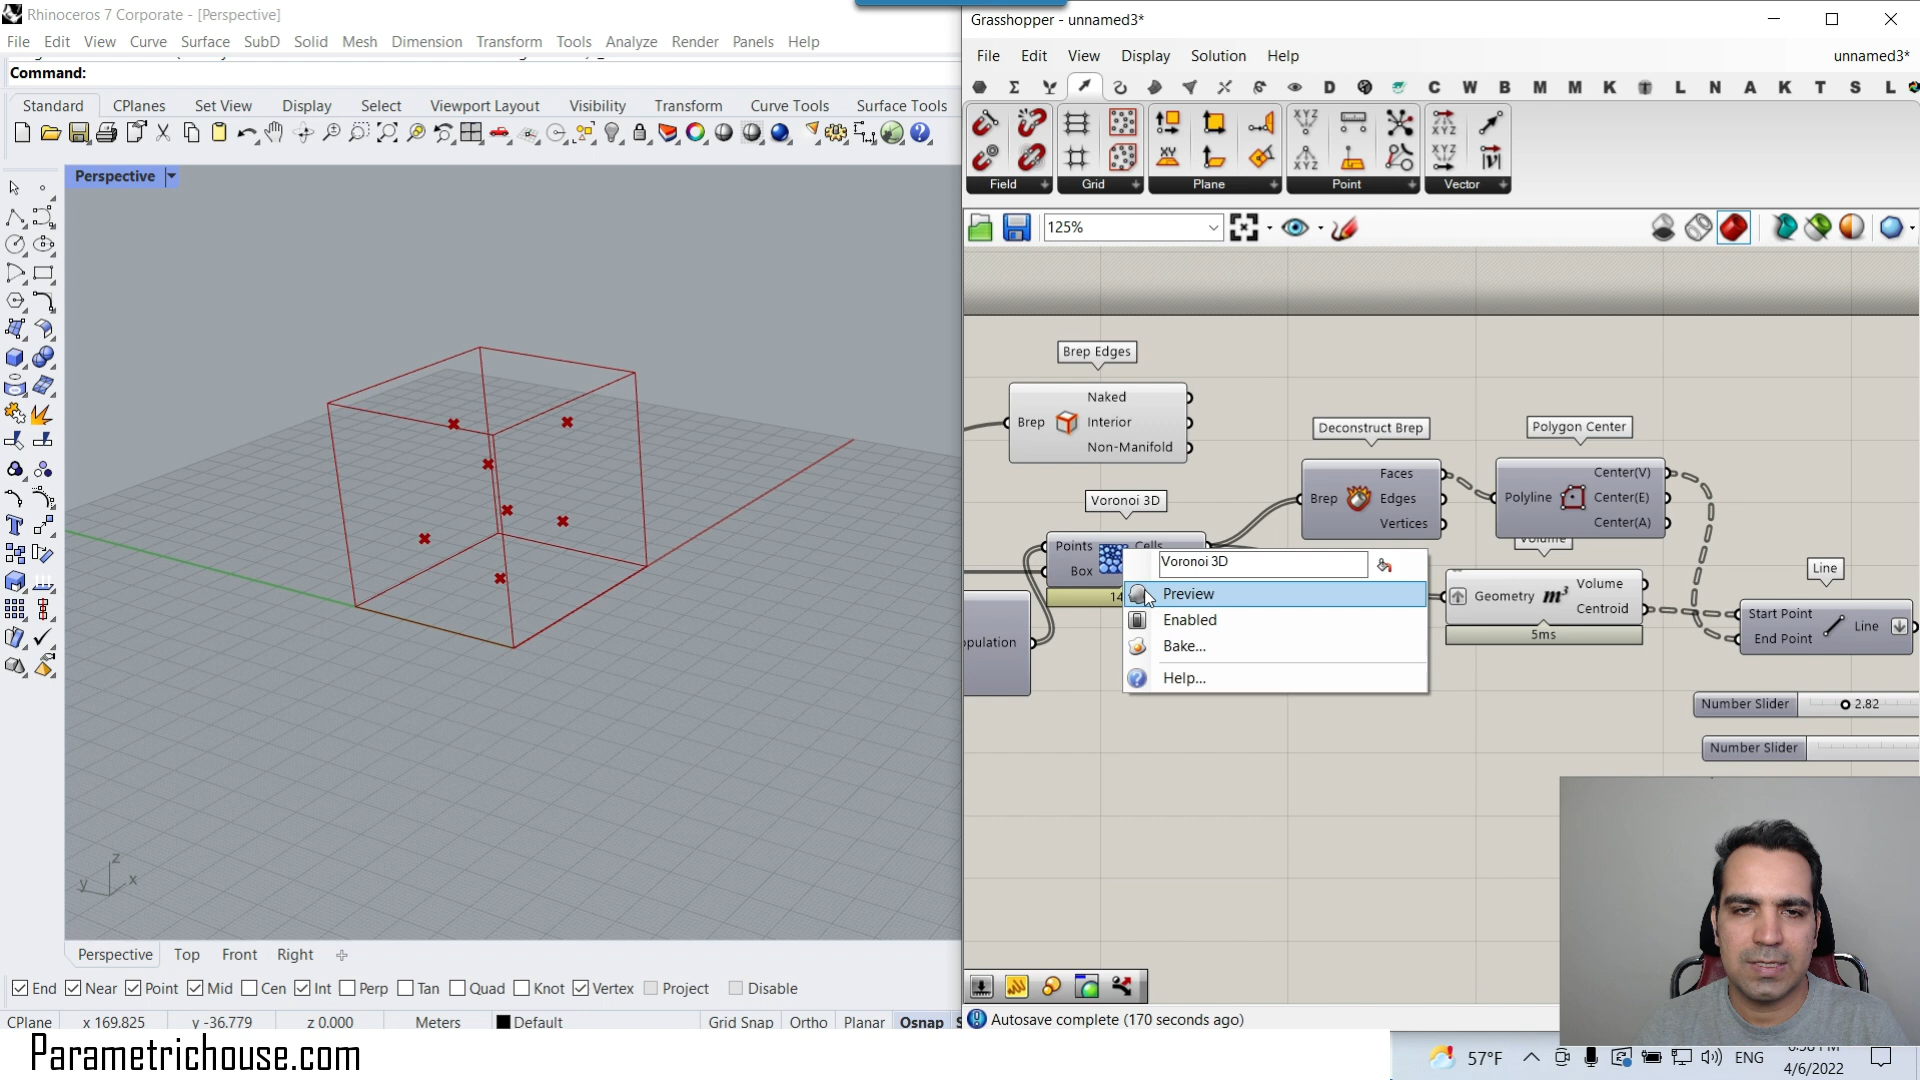 Rhinoceros 7 Corporate - [Perspective]
File Edit View Curve Surface SubD Solid Mesh Dimension Transform Tools Analyze Render Panels Help
Command:
Standard CPlanes Set View Display Select Viewport Layout Visibility Transform Curve Tools Surface Tools
Perspective
z
y x
Perspective Top Front Right
End Near Point Mid Cen Int Perp Tan Quad Knot Vertex Project Disable
CPlane x 169.825 y -36.779 z 0.000 Meters Default Grid Snap Ortho Planar Osnap
Parametrichouse.com
Grasshopper - unnamed3*
File Edit View Display Solution Help unnamed3*
D C W B M M K L N A K T S L
Field Grid Plane Point Vector
125%
Brep Edges
Naked
Brep Interior
Non-Manifold
Deconstruct Brep
Faces
Brep Edges
Vertices
Polygon Center
Center(V)
Polyline Center(E)
Center(A)
Voronoi 3D
Points Cells
Box
14
Voronoi 3D
Preview
Enabled
Bake...
Help...
Volume
Volume
Geometry m³
Centroid
5ms
Line
Start Point
Line
End Point
Number Slider 2.82
Number Slider
Autosave complete (170 seconds ago)
57°F ENG
4/6/2022